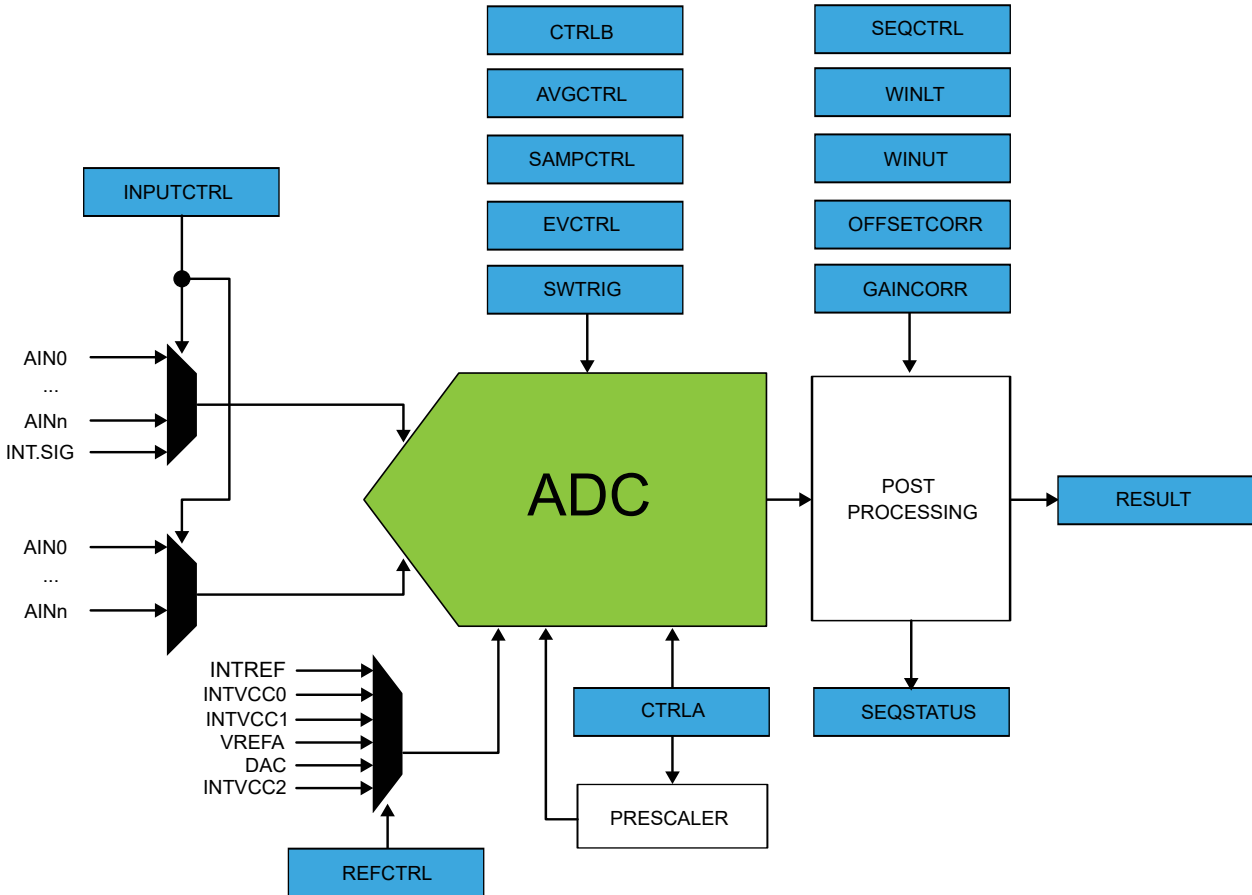 CTRLB
SEQCTRL
AVGCTRL
WINLT
SAMPCTRL
WINUT
INPUTCTRL
EVCTRL
OFFSETCORR
SWTRIG
GAINCORR
AIN0
...
AINn
INT.SIG
ADC
POST
PROCESSING
RESULT
AIN0
...
AINn
INTREF
INTVCC0
INTVCC1
VREFA
DAC
INTVCC2
CTRLA
SEQSTATUS
PRESCALER
REFCTRL